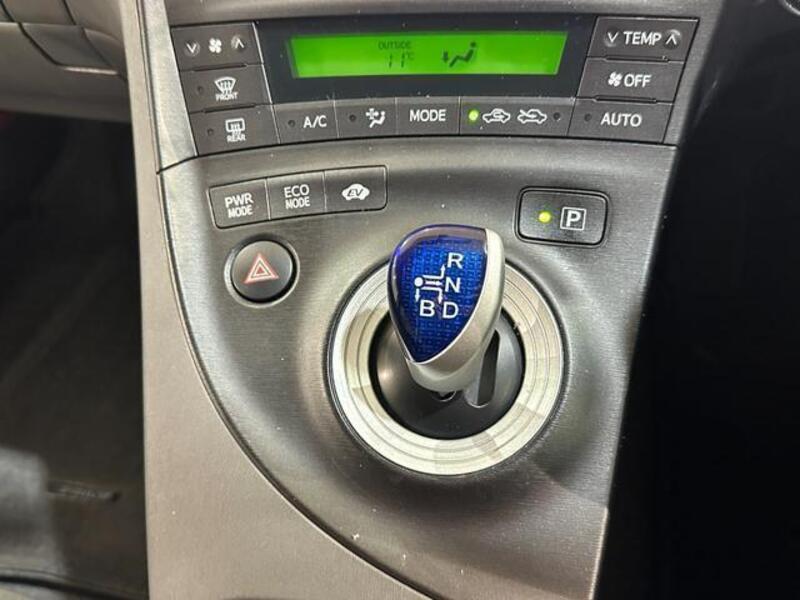 OUTSIDE
11°C
TEMP
OFF
FRONT
REAR
A/C
MODE
AUTO
PWR
MODE
ECO
MODE
EV
P
R
N
B D